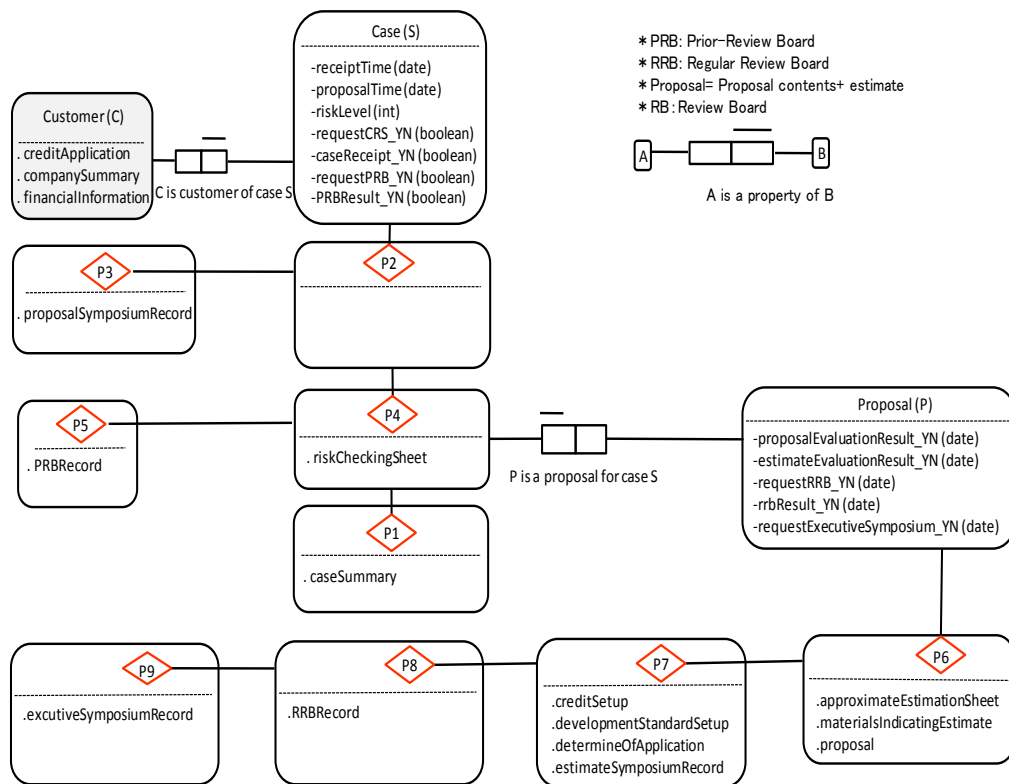 Case (S)
-receiptTime (date)
-proposalTime (date)
-riskLevel (int)
-requestCRS_YN (boolean)
-caseReceipt_YN (boolean)
-requestPRB_YN (boolean)
-PRBResult_YN (boolean)
* PRB: Prior-Review Board
* RRB: Regular Review Board
* Proposal= Proposal contents+ estimate
* RB: Review Board
A
B
A is a property of B
Customer (C)
. creditApplication
. companySummary
. financialInformation
C is customer of case S
P3
. proposalSymposiumRecord
P2
P5
. PRBRecord
P4
. riskCheckingSheet
P is a proposal for case S
Proposal (P)
-proposalEvaluationResult_YN (date)
-estimateEvaluationResult_YN (date)
-requestRRB_YN (date)
-rrbResult_YN (date)
-requestExecutiveSymposium_YN (date)
P1
. caseSummary
P9
.excutiveSymposiumRecord
P8
.RRBRecord
P7
.creditSetup
.developmentStandardSetup
.determineOfApplication
.estimateSymposiumRecord
P6
.approximateEstimationSheet
.materialsIndicatingEstimate
.proposal